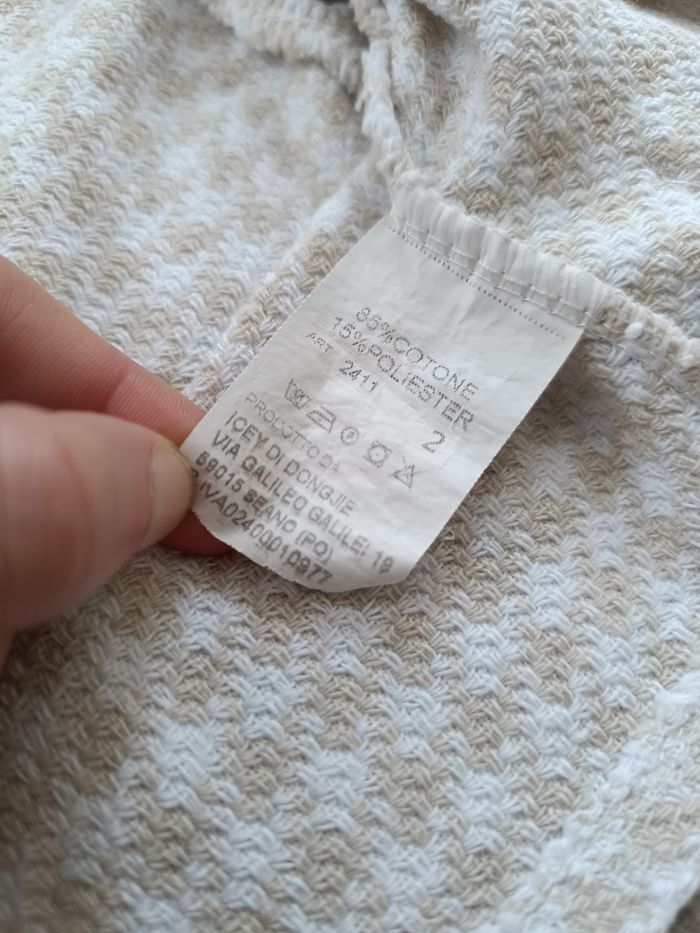 85%COTONE
15%POLIESTER
ART 2411 2
PRODOTTO DA
ICEY DI DONGJIE
VIA GALILEO GALILEI 19
59015 SEANO (PO)
IVA02400010977